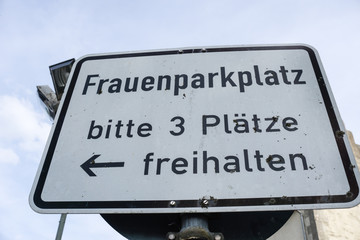 Frauenparkplatz
bitte 3 Plätze
← freihalten